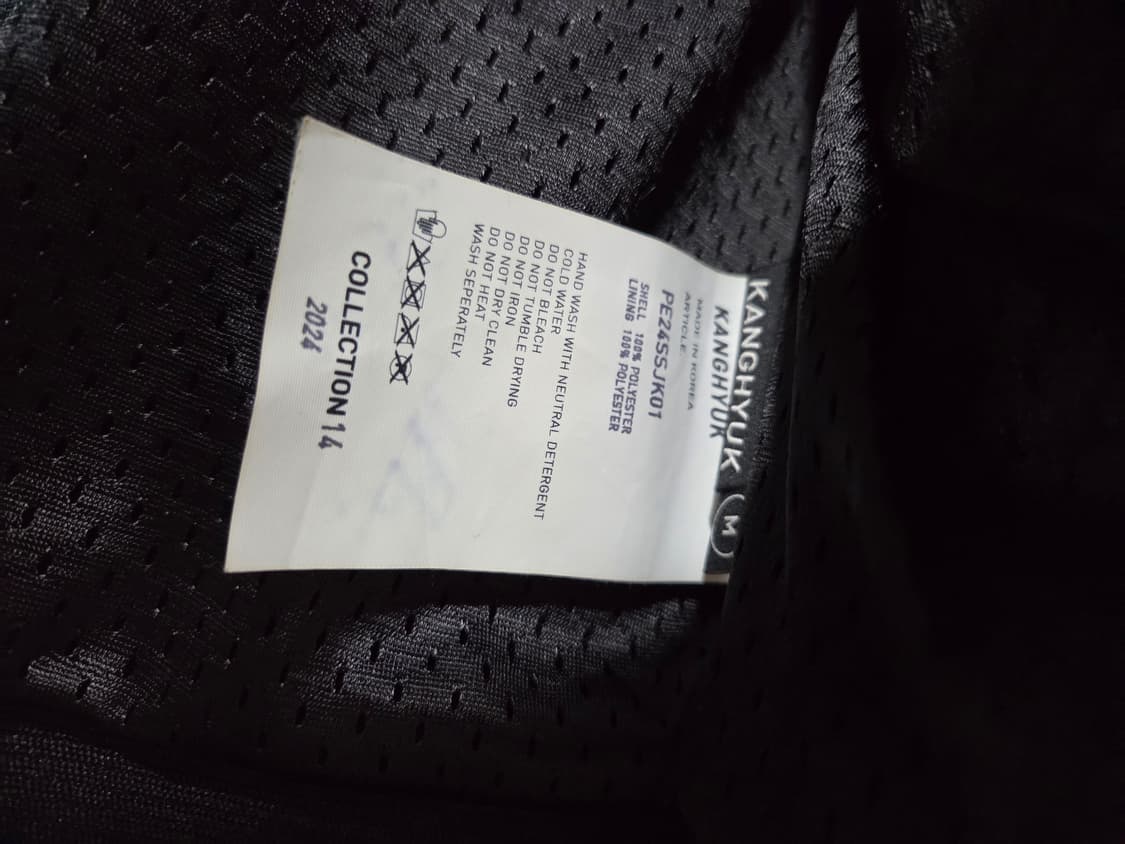 KANGHYUK M
KANGHYUK
MADE IN KOREA
ARTICLE.
PE24SSJK01
SHELL 100% POLYESTER
LINING 100% POLYESTER
HAND WASH WITH NEUTRAL DETERGENT
COLD WATER
DO NOT BLEACH
DO NOT TUMBLE DRYING
DO NOT IRON
DO NOT DRY CLEAN
DO NOT HEAT
WASH SEPERATELY
COLLECTION 14
2024